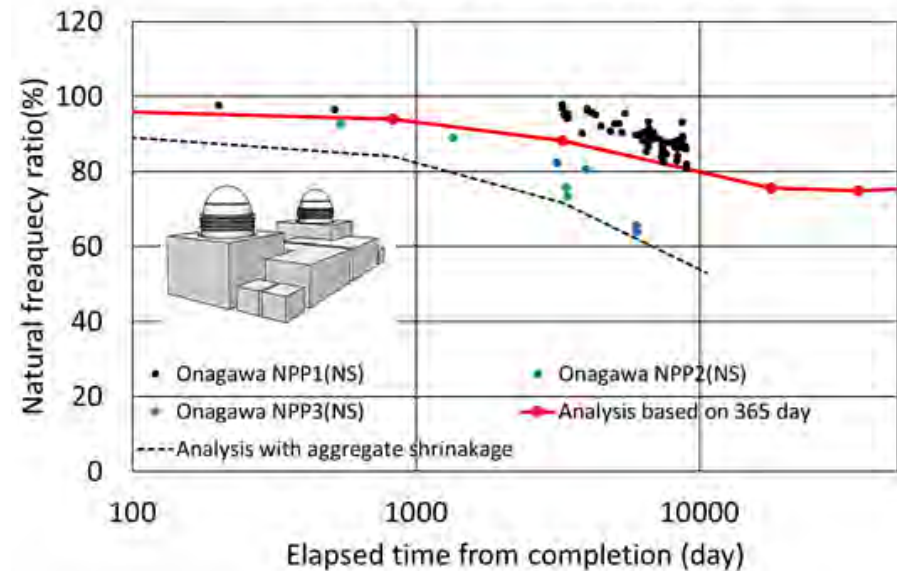 120
100
80
60
40
20
0
Natural freaquecy ratio(%)
Onagawa NPP1(NS)
Onagawa NPP2(NS)
Onagawa NPP3(NS)
Analysis based on 365 day
Analysis with aggregate shrinakage
100
1000
10000
Elapsed time from completion (day)